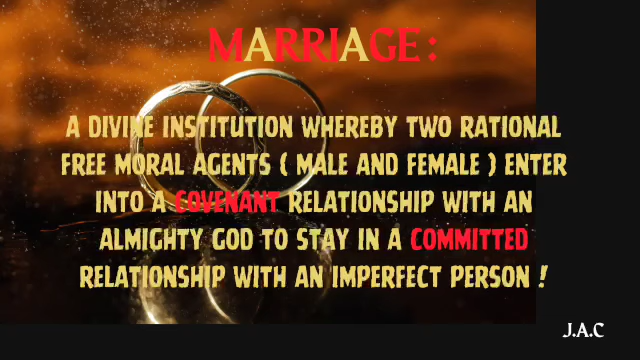 MARRIAGE:
A DIVINE INSTITUTION WHEREBY TWO RATIONAL
FREE MORAL AGENTS ( MALE AND FEMALE ) ENTER
INTO A COVENANT RELATIONSHIP WITH AN
ALMIGHTY GOD TO STAY IN A COMMITTED
RELATIONSHIP WITH AN IMPERFECT PERSON !
J.A.C